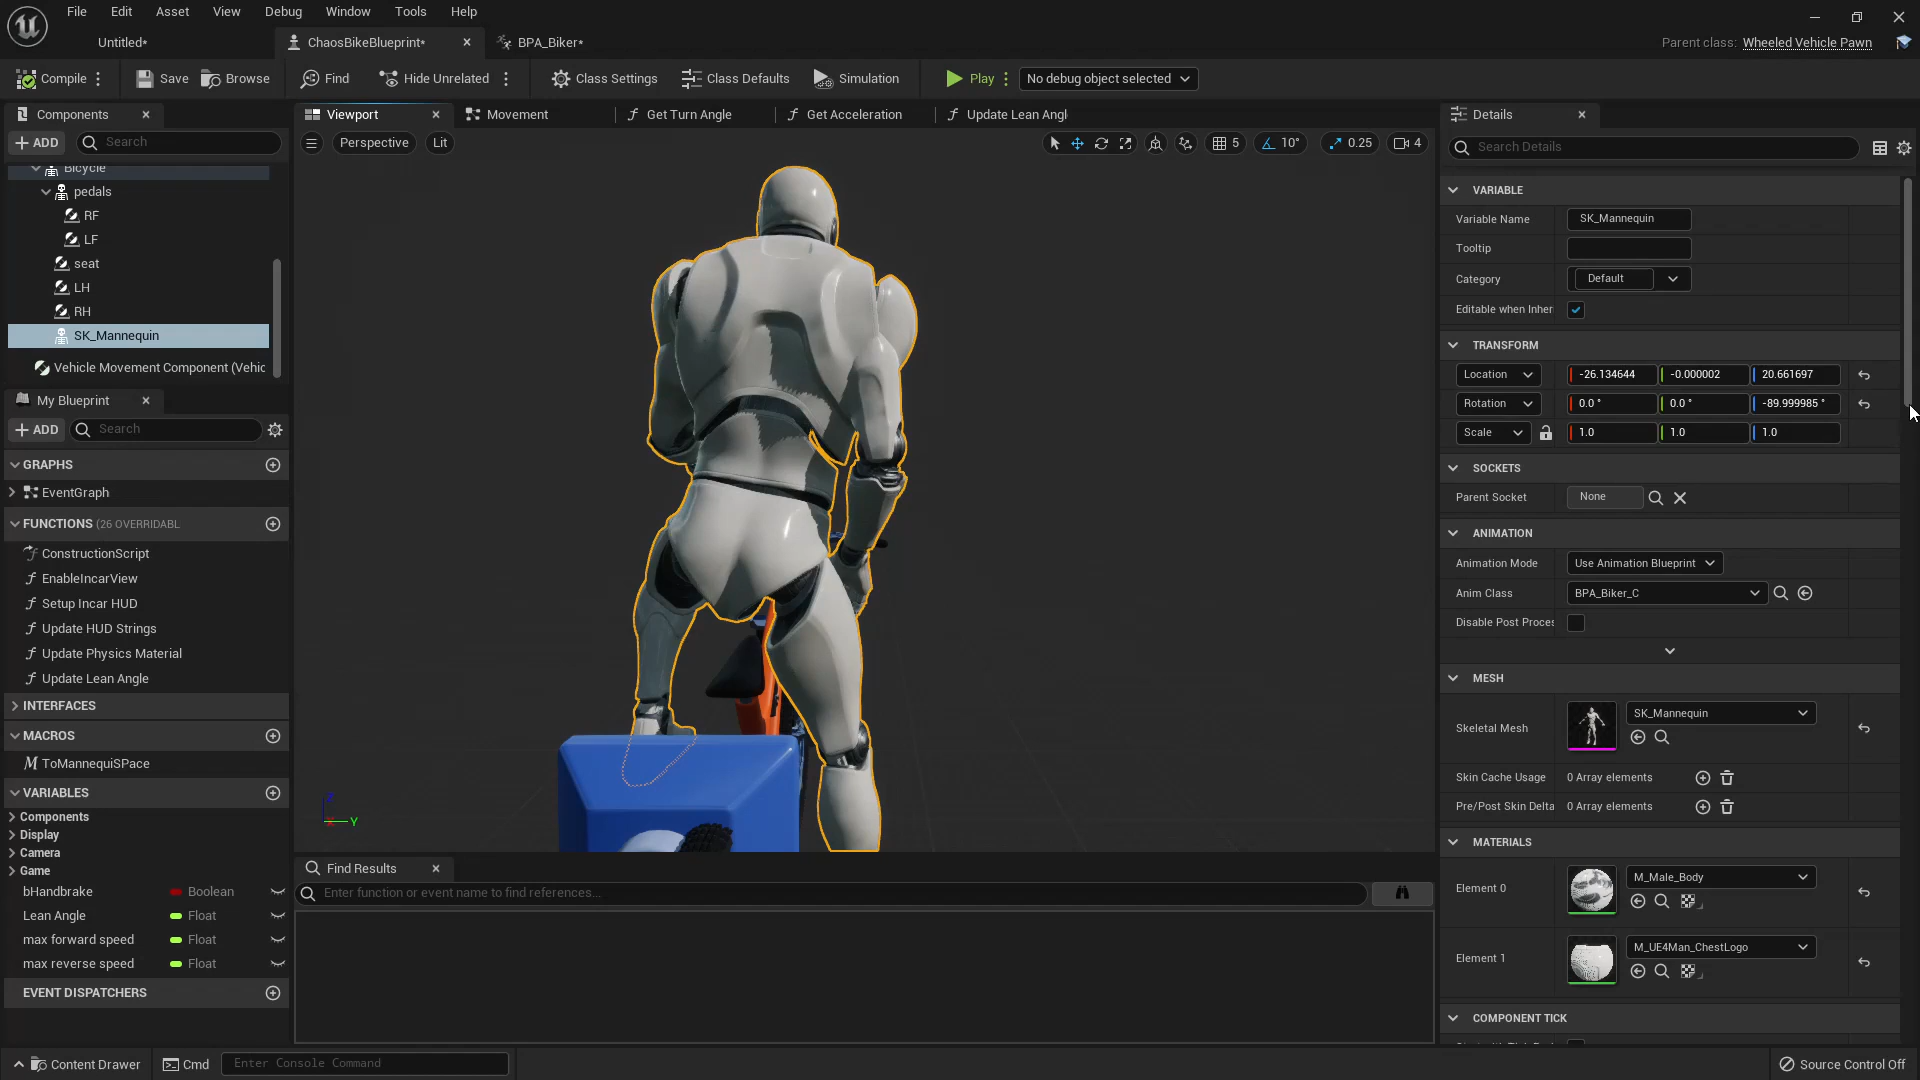 File Edit Asset View Debug Window Tools Help
Untitled* ChaosBikeBlueprint* BPA_Biker* Parent class: Wheeled Vehicle Pawn
Compile Save Browse Find Hide Unrelated Class Settings Class Defaults Simulation Play No debug object selected
Components
ADD Search
Bicycle
pedals
RF
LF
seat
LH
RH
SK_Mannequin
Vehicle Movement Component (Vehic
My Blueprint
ADD Search
GRAPHS
EventGraph
FUNCTIONS (26 OVERRIDABL
ConstructionScript
EnableIncarView
Setup Incar HUD
Update HUD Strings
Update Physics Material
Update Lean Angle
INTERFACES
MACROS
ToMannequiSPace
VARIABLES
Components
Display
Camera
Game
bHandbrake Boolean
Lean Angle Float
max forward speed Float
max reverse speed Float
EVENT DISPATCHERS
Viewport Movement Get Turn Angle Get Acceleration Update Lean Angl
Perspective Lit 5 10° 0.25 4
Z
X Y
Find Results
Enter function or event name to find references...
Details
Search Details
VARIABLE
Variable Name SK_Mannequin
Tooltip
Category Default
Editable when Inher
TRANSFORM
Location -26.134644 -0.000002 20.661697
Rotation 0.0 ° 0.0 ° -89.999985 °
Scale 1.0 1.0 1.0
SOCKETS
Parent Socket None
ANIMATION
Animation Mode Use Animation Blueprint
Anim Class BPA_Biker_C
Disable Post Proces
MESH
Skeletal Mesh SK_Mannequin
Skin Cache Usage 0 Array elements
Pre/Post Skin Delta 0 Array elements
MATERIALS
Element 0 M_Male_Body
Element 1 M_UE4Man_ChestLogo
COMPONENT TICK
Content Drawer Cmd Enter Console Command Source Control Off